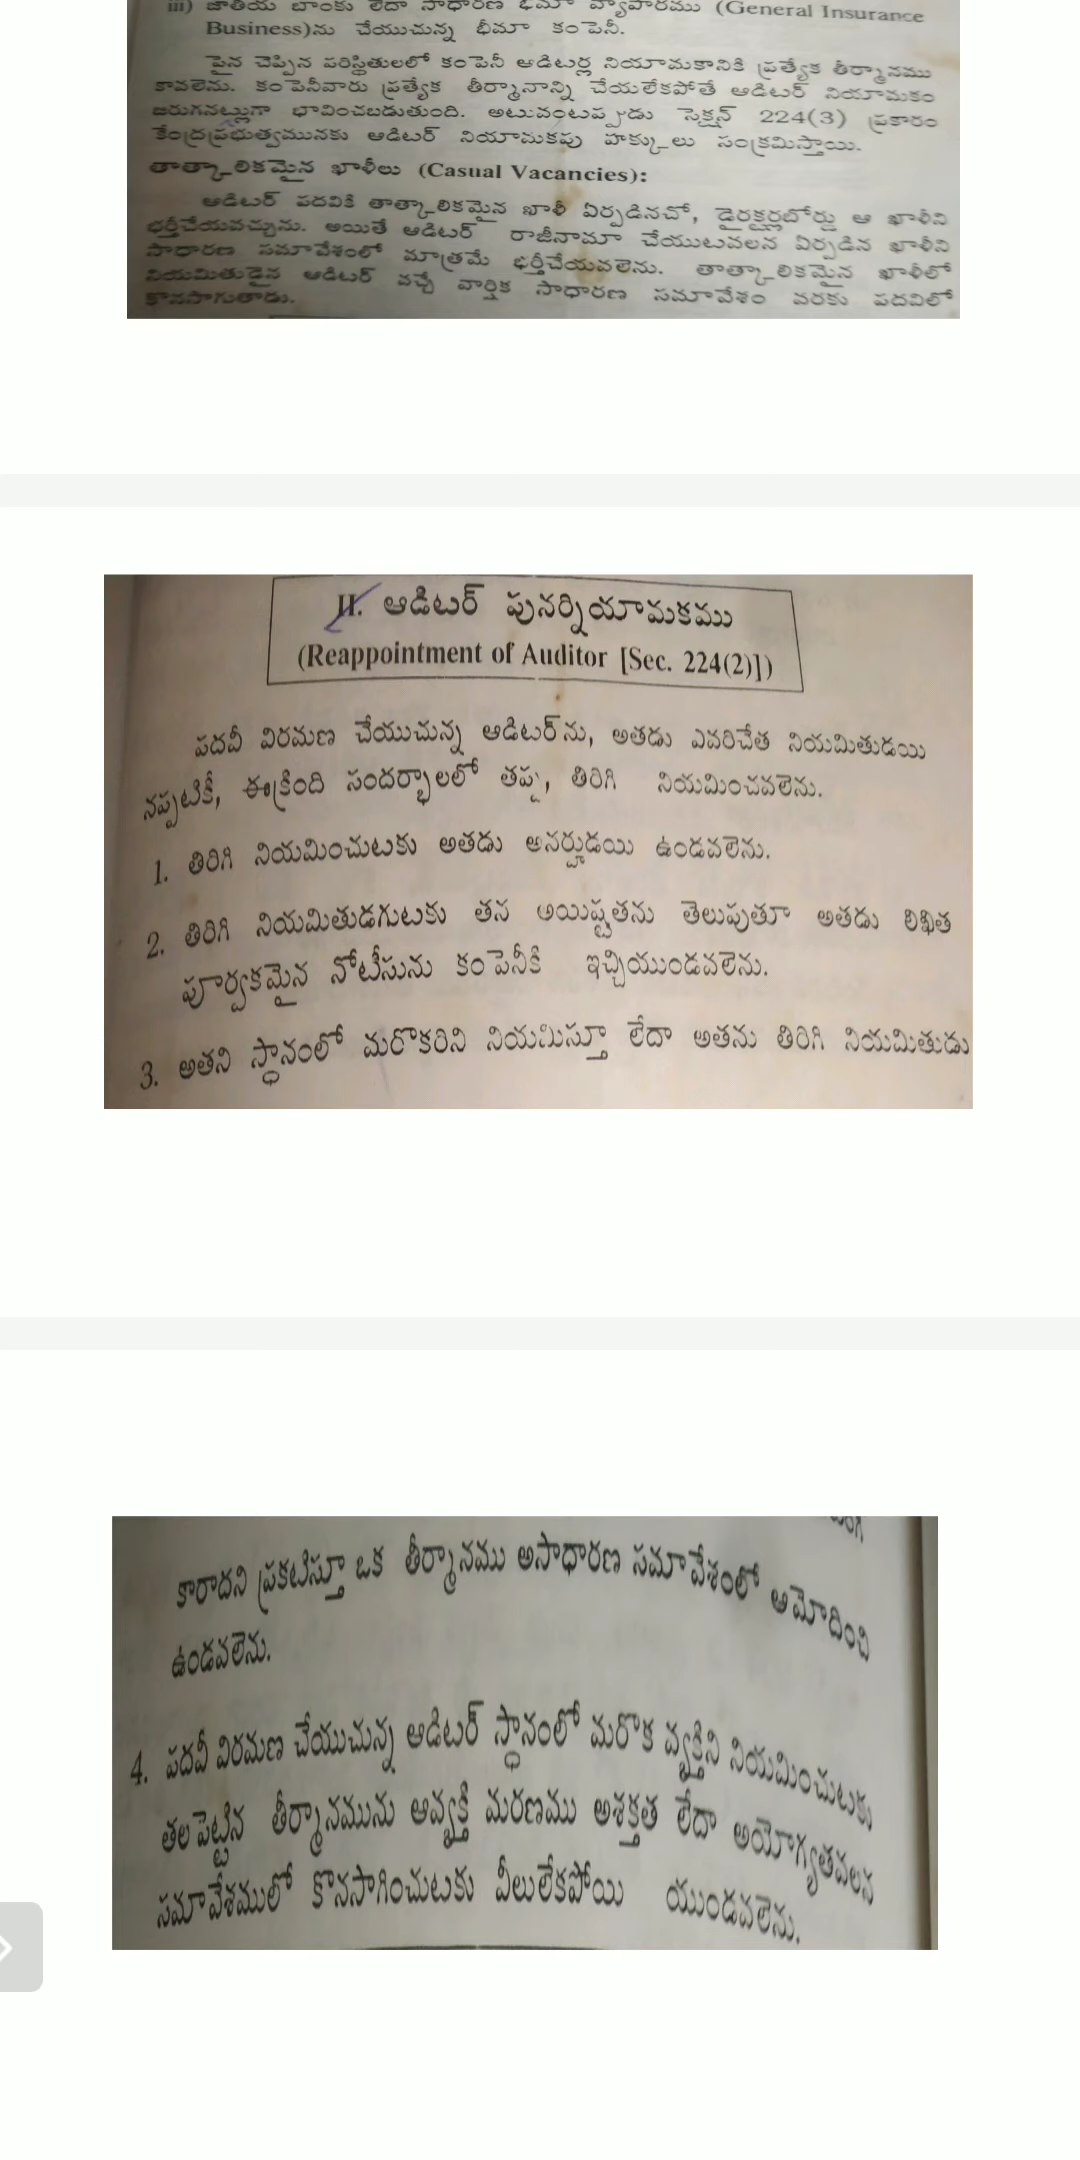 iii) జాతీయ బాంకు లేదా సాధారణ భీమా వ్యాపారము (General Insurance
Business)ను చేయుచున్న భీమా కంపెనీ.
పైన చెప్పిన పరిస్థితులలో కంపెనీ ఆడిటర్ల నియామకానికి ప్రత్యేక తీర్మానము
కావలెను. కంపెనీవారు ప్రత్యేక తీర్మానాన్ని చేయలేకపోతే ఆడిటర్ నియామకం
జరుగనట్లుగా భావించబడుతుంది. అటువంటప్పుడు సెక్షన్ 224(3) ప్రకారం
కేంద్రప్రభుత్వమునకు ఆడిటర్ నియామకపు హక్కులు సంక్రమిస్తాయి.
తాత్కాలికమైన ఖాళీలు (Casual Vacancies):
ఆడిటర్ పదవికి తాత్కాలికమైన ఖాళీ ఏర్పడినచో, డైరక్టర్లబోర్డు ఆ ఖాళీని
భర్తీచేయవచ్చును. అయితే ఆడిటర్ రాజీనామా చేయుటవలన ఏర్పడిన ఖాళీని
సాధారణ సమావేశంలో మాత్రమే భర్తీచేయవలెను. తాత్కాలికమైన ఖాళీలో
నియమితుడైన ఆడిటర్ వచ్చే వార్షిక సాధారణ సమావేశం వరకు పదవిలో
కొనసాగుతాడు.
II. ఆడిటర్ పునర్నియామకము
(Reappointment of Auditor [Sec. 224(2)])
పదవీ విరమణ చేయుచున్న ఆడిటర్‌ను, అతడు ఎవరిచేత నియమితుడయి
నప్పటికీ, ఈక్రింది సందర్భాలలో తప్ప, తిరిగి నియమించవలెను.
1. తిరిగి నియమించుటకు అతడు అనర్హుడయి ఉండవలెను.
2. తిరిగి నియమితుడగుటకు తన అయిష్టతను తెలుపుతూ అతడు లిఖిత
పూర్వకమైన నోటీసును కంపెనీకి ఇచ్చియుండవలెను.
3. అతని స్థానంలో మరొకరిని నియమిస్తూ లేదా అతను తిరిగి నియమితుడు
కారాదని ప్రకటిస్తూ ఒక తీర్మానము అసాధారణ సమావేశంలో ఆమోదించి
ఉండవలెను.
4. పదవీ విరమణ చేయుచున్న ఆడిటర్ స్థానంలో మరొక వ్యక్తిని నియమించుటకు
తలపెట్టిన తీర్మానమును ఆవ్యక్తి మరణము అశక్తత లేదా అయోగ్యతవలన
సమావేశములో కొనసాగించుటకు వీలులేకపోయి యుండవలెను.